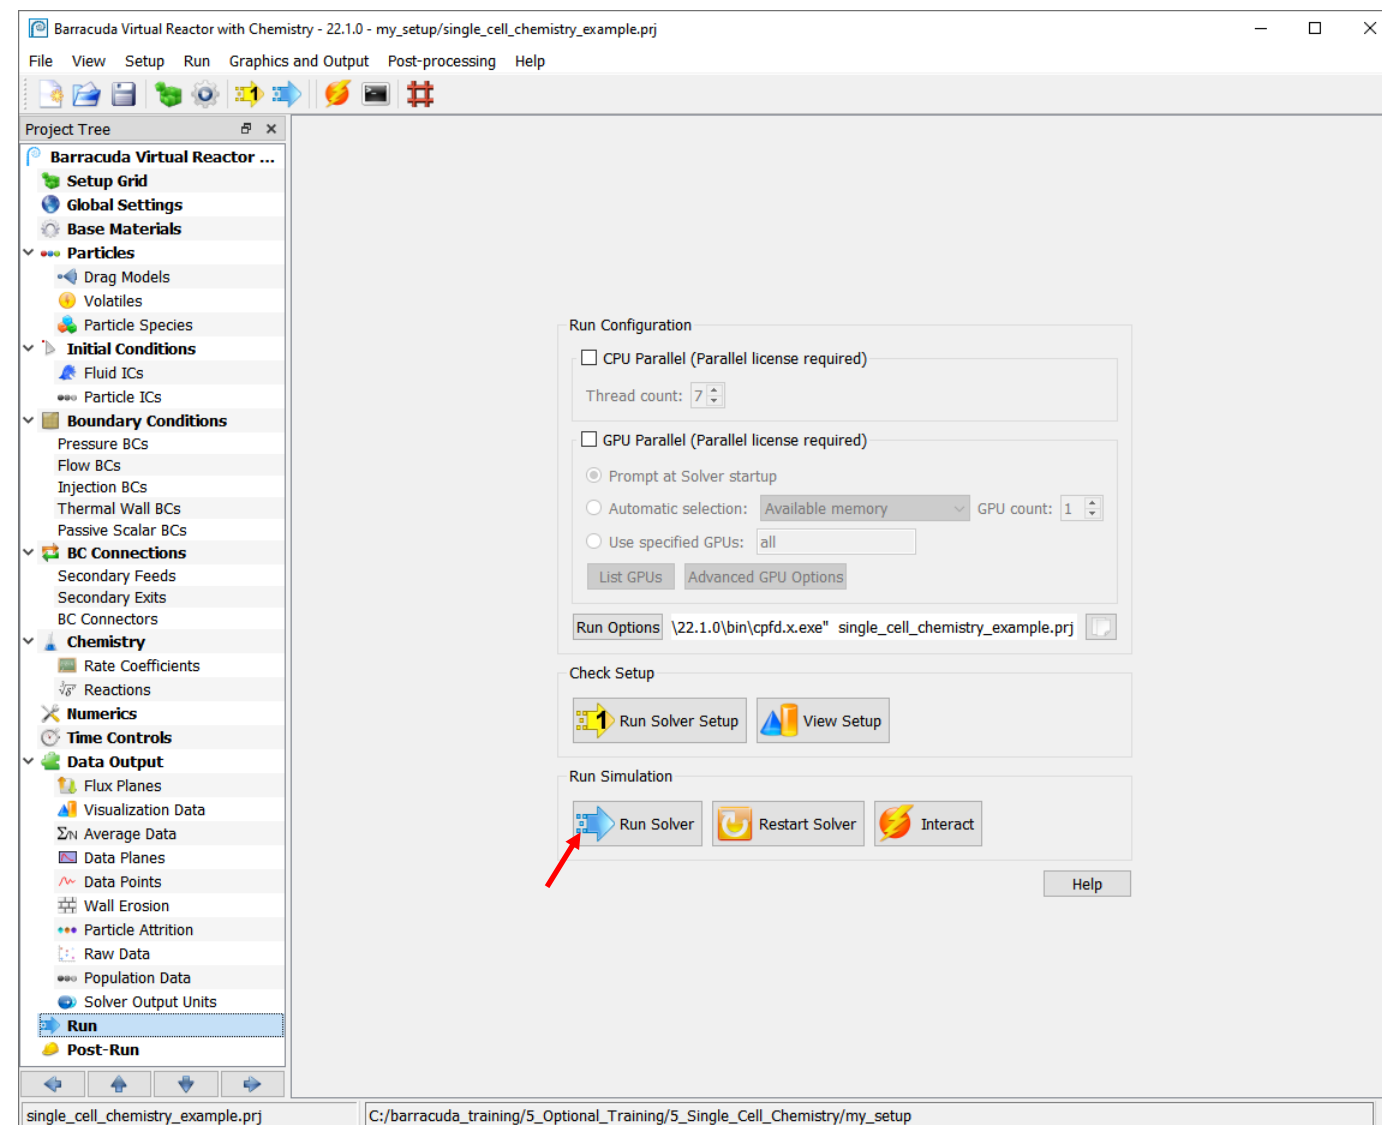 Barracuda Virtual Reactor with Chemistry - 22.1.0 - my_setup/single_cell_chemistry_example.prj
File View Setup Run Graphics and Output Post-processing Help
1
Project Tree
Barracuda Virtual Reactor ...
Setup Grid
Global Settings
Base Materials
Particles
Drag Models
Volatiles
Particle Species
Initial Conditions
Fluid ICs
Particle ICs
Boundary Conditions
Pressure BCs
Flow BCs
Injection BCs
Thermal Wall BCs
Passive Scalar BCs
BC Connections
Secondary Feeds
Secondary Exits
BC Connectors
Chemistry
Rate Coefficients
Reactions
Numerics
Time Controls
Data Output
Flux Planes
Visualization Data
ΣN Average Data
Data Planes
Data Points
Wall Erosion
Particle Attrition
Raw Data
Population Data
Solver Output Units
Run
Post-Run
Run Configuration
CPU Parallel (Parallel license required)
Thread count: 7
GPU Parallel (Parallel license required)
Prompt at Solver startup
Automatic selection: Available memory GPU count: 1
Use specified GPUs: all
List GPUs Advanced GPU Options
Run Options \22.1.0\bin\cpfd.x.exe" single_cell_chemistry_example.prj
Check Setup
1 Run Solver Setup View Setup
Run Simulation
Run Solver Restart Solver Interact
Help
single_cell_chemistry_example.prj C:/barracuda_training/5_Optional_Training/5_Single_Cell_Chemistry/my_setup